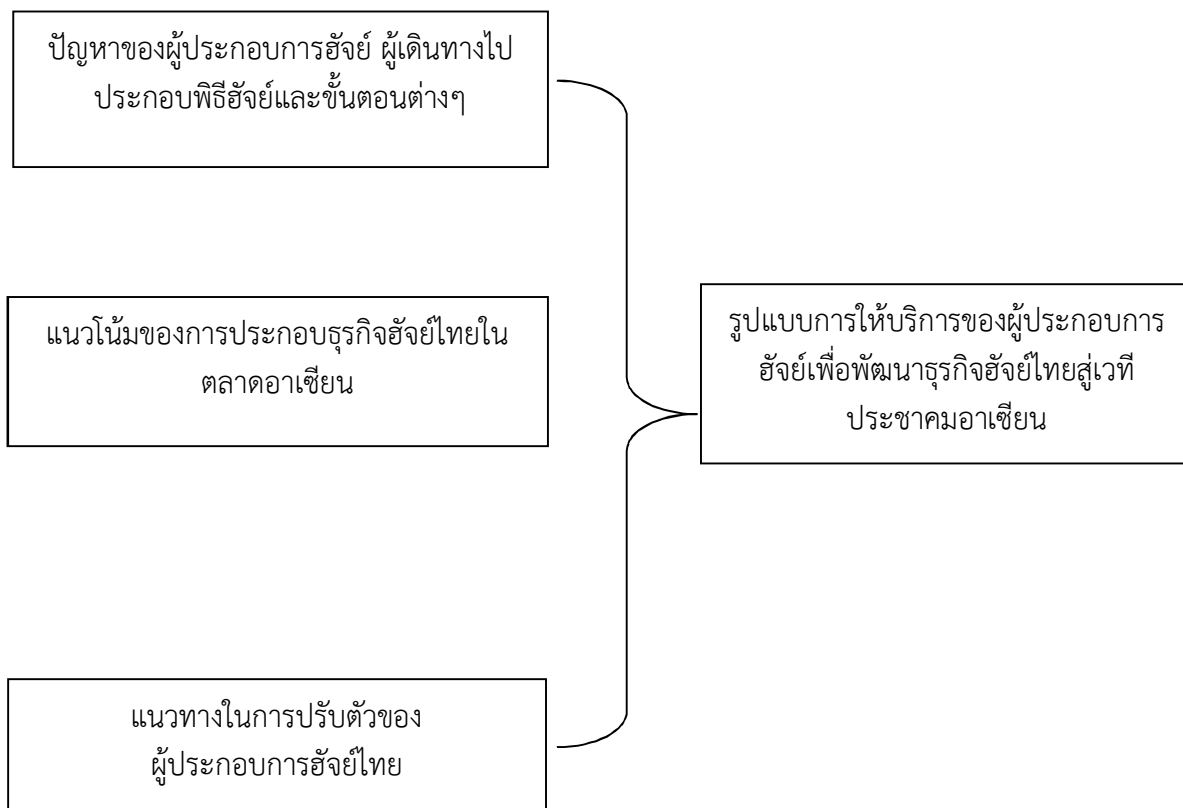 ปัญหาของผู้ประกอบการฮัจย์ ผู้เดินทางไป
ประกอบพิธีฮัจย์และขั้นตอนต่างๆ
แนวโน้มของการประกอบธุรกิจฮัจย์ไทยใน
ตลาดอาเซียน
รูปแบบการให้บริการของผู้ประกอบการ
ฮัจย์เพื่อพัฒนาธุรกิจฮัจย์ไทยสู่เวที
ประชาคมอาเซียน
แนวทางในการปรับตัวของ
ผู้ประกอบการฮัจย์ไทย